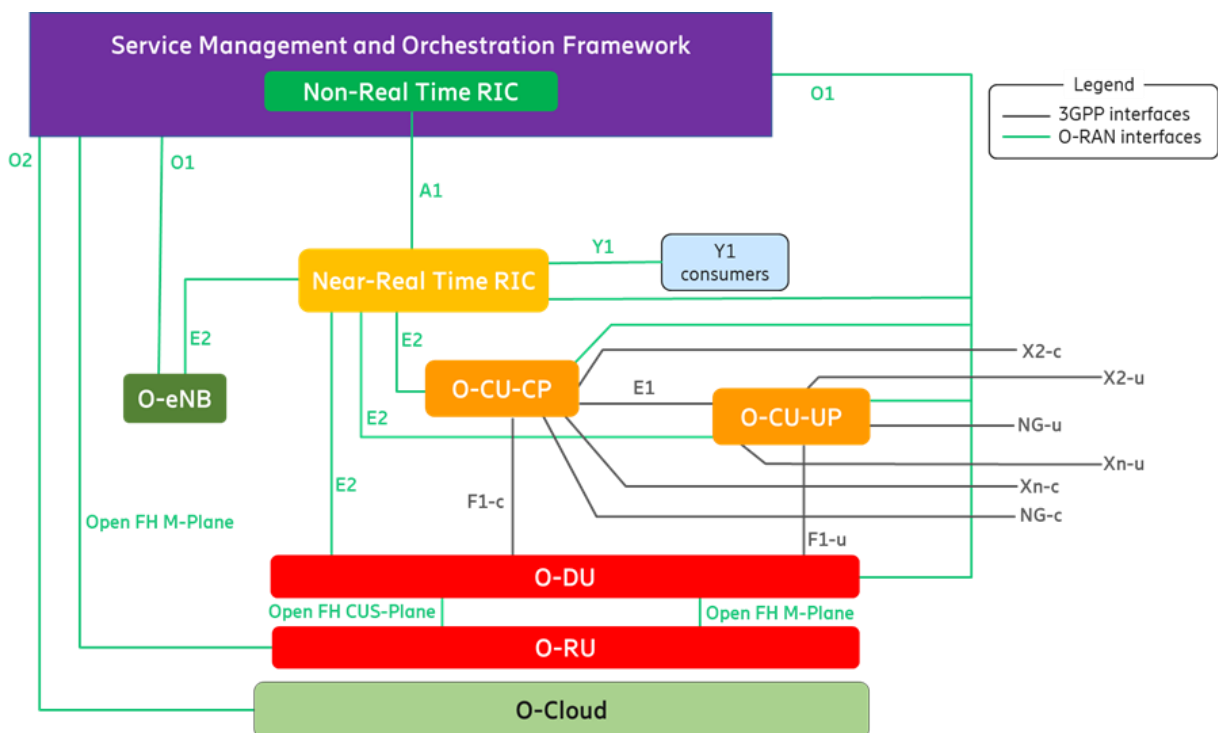 Service Management and Orchestration Framework
Non-Real Time RIC
Legend
3GPP interfaces
O-RAN interfaces
O1
O2
O1
A1
Y1
Y1
consumers
Near-Real Time RIC
E2
E2
X2-c
O-CU-CP
E1
X2-u
O-eNB
O-CU-UP
E2
NG-u
Xn-u
E2
F1-c
Xn-c
NG-c
Open FH M-Plane
F1-u
O-DU
Open FH CUS-Plane
Open FH M-Plane
O-RU
O-Cloud